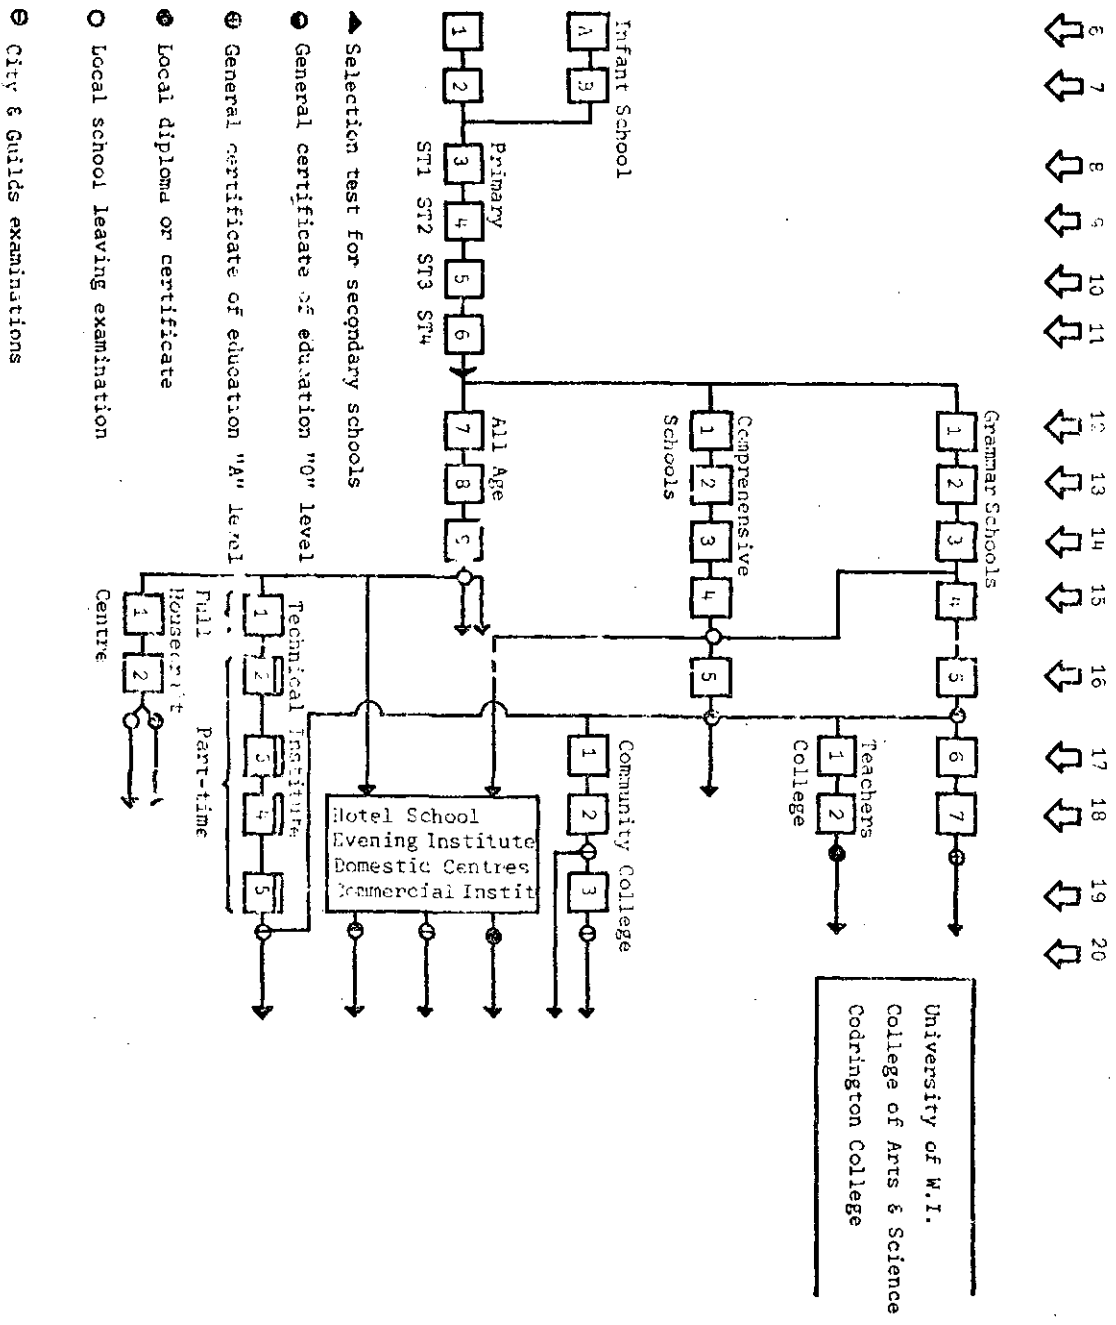 6 7 8 9 10 11 12 13 14 15 16 17 18 19 20
Grammar Schools
1 2 3 4 5 6 7
Teachers
College
1 2
University of W.I.
College of Arts & Science
Codrington College
Comprehensive
Schools
1 2 3 4 5
Community College
1 2 3
Infant School
A B
Primary
1 2 3 4 5 6
ST1 ST2 ST3 ST4
All Age
7 8 9
Hotel School
Evening Institute
Domestic Centres
Commercial Instit
Technical Institute
1 2 3 4 5
Full Part-time
Housecraft
Centre
1 2
Selection test for secondary schools
General certificate of education "O" level
General certificate of education "A" level
Local diploma or certificate
Local school leaving examination
City & Guilds examinations